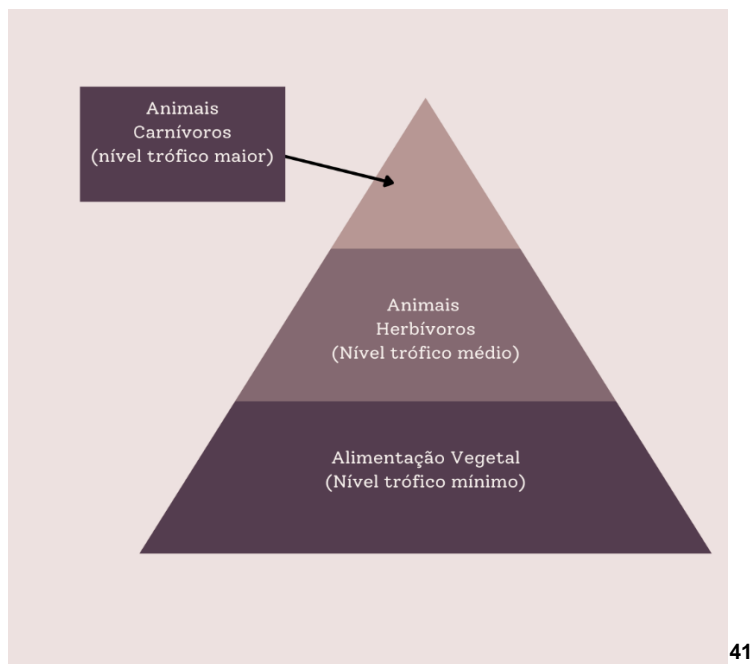 Animais
Carnívoros
(nível trófico maior)
Animais
Herbívoros
(Nível trófico médio)
Alimentação Vegetal
(Nível trófico mínimo)
41